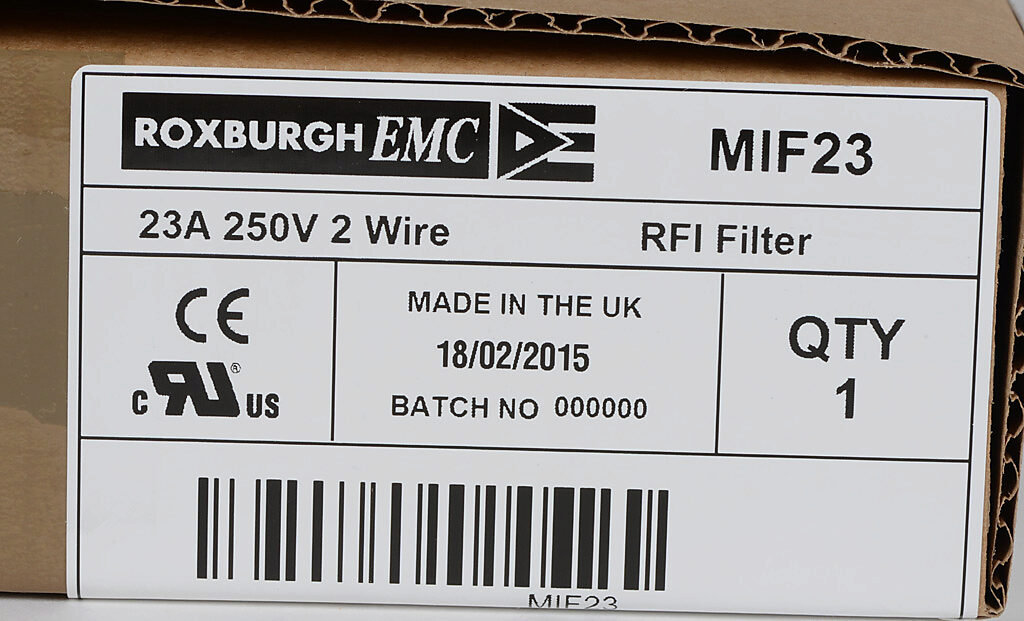 ROXBURGH EMC
MIF23
23A 250V 2 Wire
RFI Filter
CE
C RU® US
MADE IN THE UK
18/02/2015
BATCH NO 000000
QTY
1
MIF23